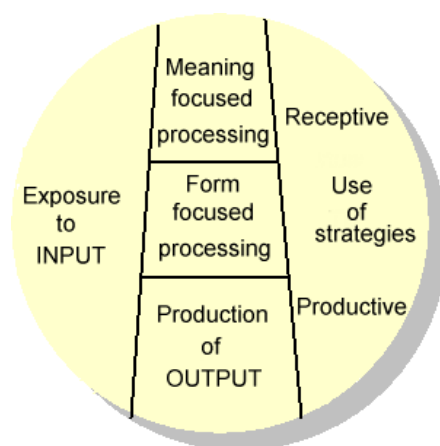 Exposure
to
INPUT
Meaning
focused
processing
Form
focused
processing
Production
of
OUTPUT
Receptive
Use
of
strategies
Productive